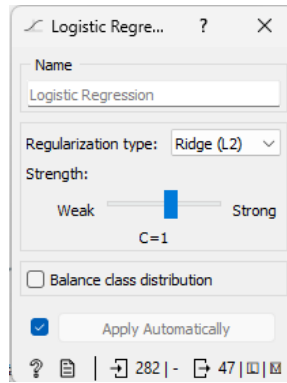 Logistic Regre... ? ×
Name
Logistic Regression
Regularization type: Ridge (L2)
Strength:
Weak Strong
C=1
Balance class distribution
Apply Automatically
? 282 | - 47 |